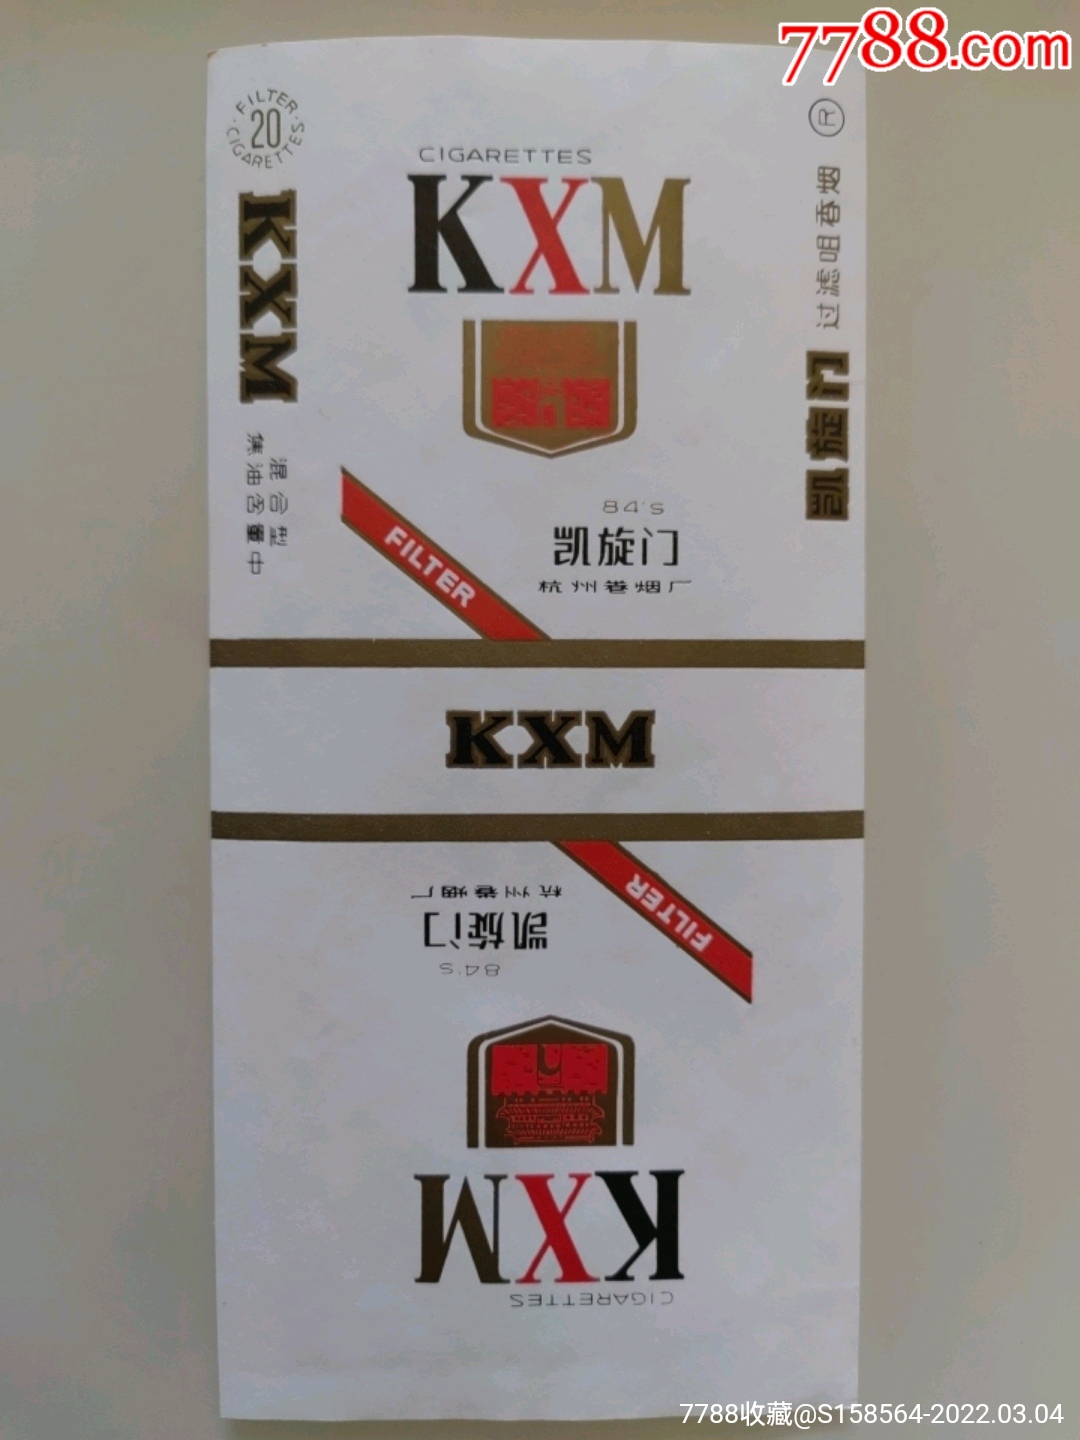 7788.com
FILTER
20
CIGARETTES
KXM
混合型
焦油含量中
CIGARETTES
KXM
84's
凯旋门
杭州卷烟厂
FILTER
R
过滤咀香烟
凯旋门
KXM
FILTER
杭州卷烟厂
凯旋门
84's
KXM
CIGARETTES
7788收藏@S158564-2022.03.04